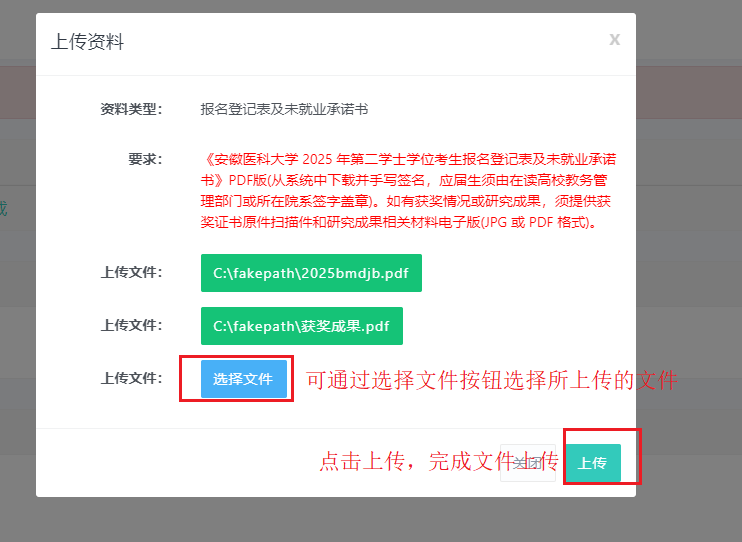 上传资料
x
资料类型：
报名登记表及未就业承诺书
要求：
《安徽医科大学 2025 年第二学士学位考生报名登记表及未就业承诺
书》PDF版(从系统中下载并手写签名，应届生须由在读高校教务管
理部门或所在院系签字盖章)。如有获奖情况或研究成果，须提供获
奖证书原件扫描件和研究成果相关材料电子版(JPG 或 PDF 格式)。
上传文件：
C:\fakepath\2025bmdjb.pdf
上传文件：
C:\fakepath\获奖成果.pdf
上传文件：
选择文件
可通过选择文件按钮选择所上传的文件
点击上传，完成文件上传
关闭
上传